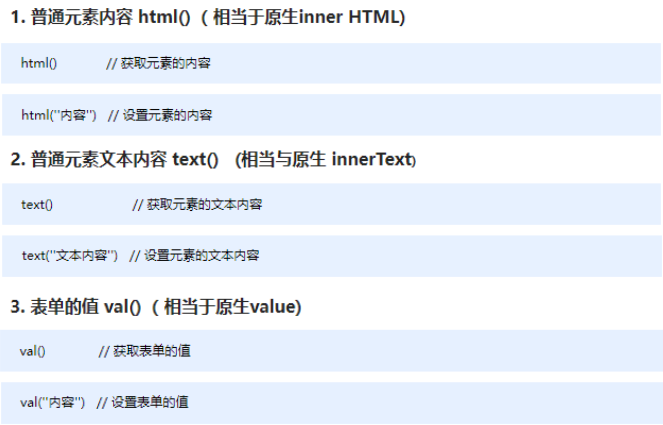 1. 普通元素内容 html()（ 相当于原生inner HTML)
html() // 获取元素的内容
html(''内容'') // 设置元素的内容
2. 普通元素文本内容 text() (相当与原生 innerText)
text() // 获取元素的文本内容
text(''文本内容'') // 设置元素的文本内容
3. 表单的值 val()（ 相当于原生value)
val() // 获取表单的值
val(''内容'') // 设置表单的值